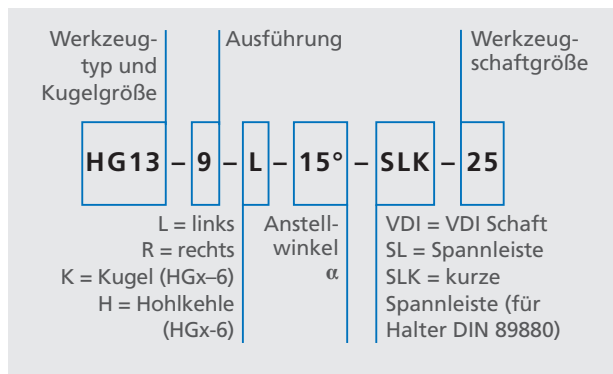 Werkzeug-
typ und
Kugelgröße
Ausführung
Werkzeug-
schaftgröße
HG13 – 9 – L – 15° – SLK – 25
L = links
R = rechts
K = Kugel (HGx–6)
H = Hohlkehle
(HGx-6)
Anstell-
winkel
α
VDI = VDI Schaft
SL = Spannleiste
SLK = kurze
Spannleiste (für
Halter DIN 89880)